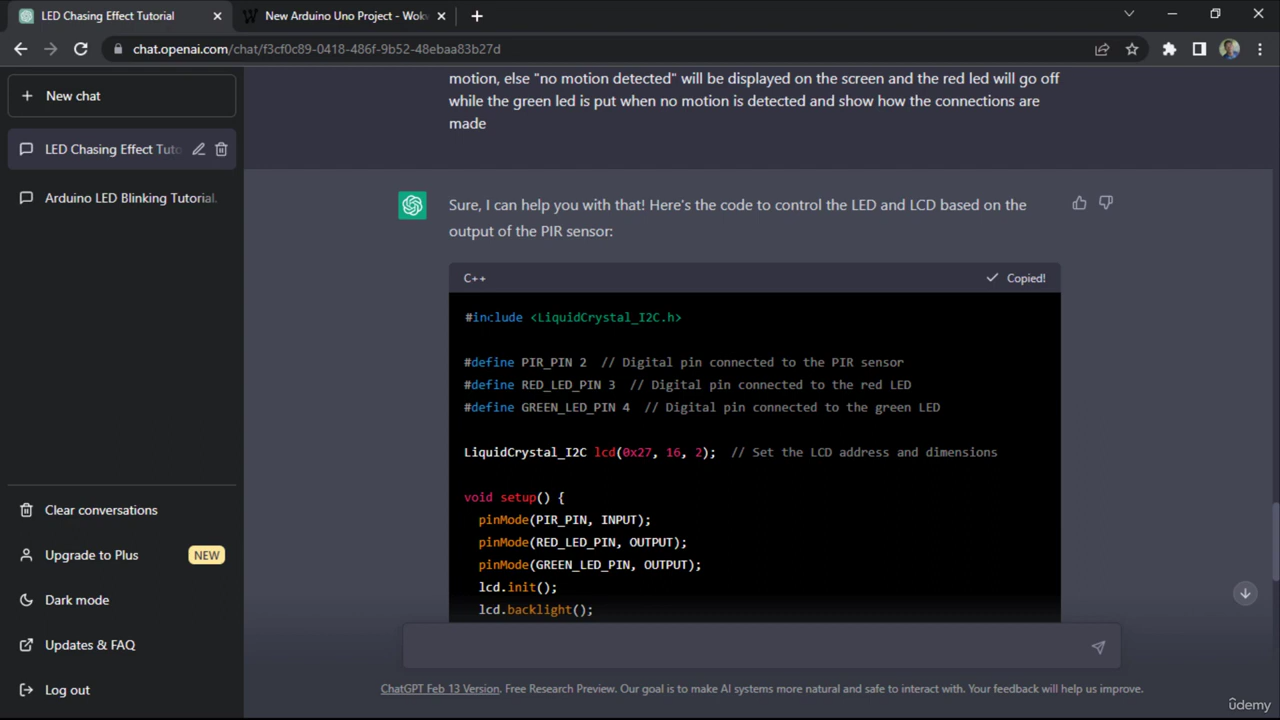 LED Chasing Effect Tutorial
New Arduino Uno Project - Wokw
chat.openai.com/chat/f3cf0c89-0418-486f-9b52-48ebaa83b27d
New chat
LED Chasing Effect Tuto
Arduino LED Blinking Tutorial.
Clear conversations
Upgrade to Plus NEW
Dark mode
Updates & FAQ
Log out
motion, else "no motion detected" will be displayed on the screen and the red led will go off
while the green led is put when no motion is detected and show how the connections are
made
Sure, I can help you with that! Here's the code to control the LED and LCD based on the
output of the PIR sensor:
C++ Copied!
#include <LiquidCrystal_I2C.h>
#define PIR_PIN 2 // Digital pin connected to the PIR sensor
#define RED_LED_PIN 3 // Digital pin connected to the red LED
#define GREEN_LED_PIN 4 // Digital pin connected to the green LED
LiquidCrystal_I2C lcd(0x27, 16, 2); // Set the LCD address and dimensions
void setup() {
pinMode(PIR_PIN, INPUT);
pinMode(RED_LED_PIN, OUTPUT);
pinMode(GREEN_LED_PIN, OUTPUT);
lcd.init();
lcd.backlight();
ChatGPT Feb 13 Version. Free Research Preview. Our goal is to make AI systems more natural and safe to interact with. Your feedback will help us improve.
ûdemy